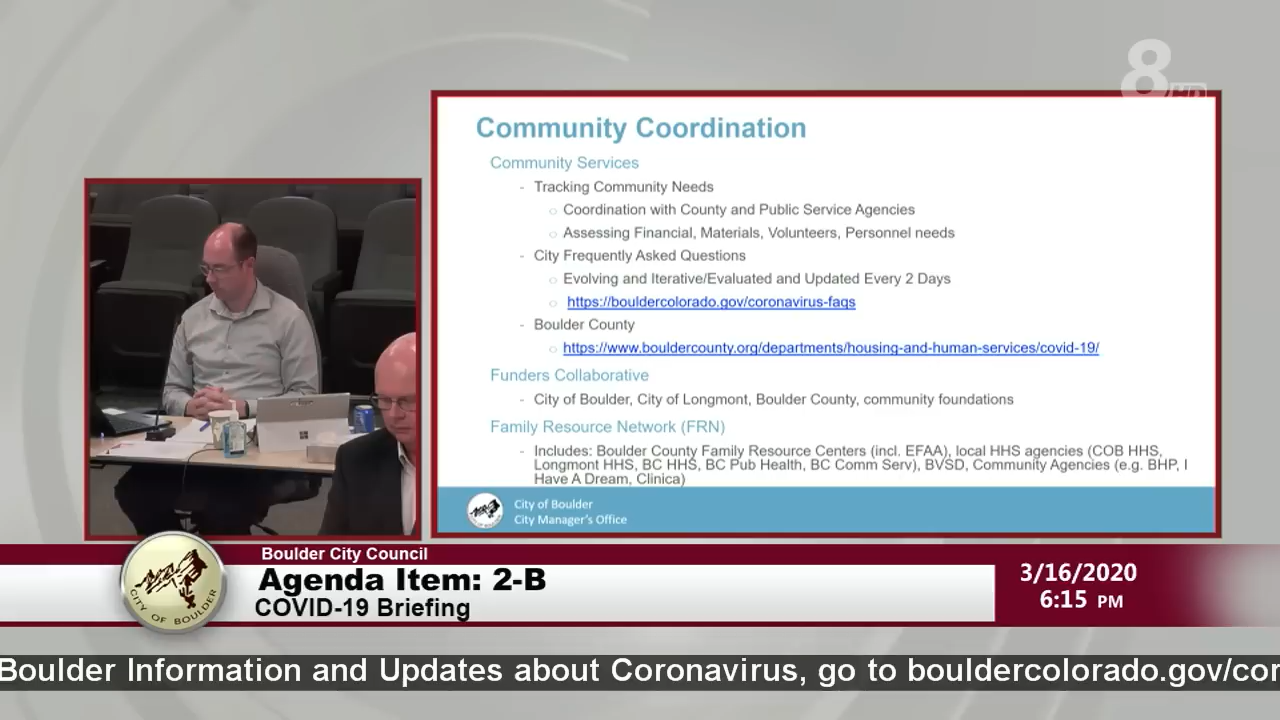 8
HD
Community Coordination
Community Services
- Tracking Community Needs
○ Coordination with County and Public Service Agencies
○ Assessing Financial, Materials, Volunteers, Personnel needs
- City Frequently Asked Questions
○ Evolving and Iterative/Evaluated and Updated Every 2 Days
○ https://bouldercolorado.gov/coronavirus-faqs
- Boulder County
○ https://www.bouldercounty.org/departments/housing-and-human-services/covid-19/
Funders Collaborative
- City of Boulder, City of Longmont, Boulder County, community foundations
Family Resource Network (FRN)
- Includes: Boulder County Family Resource Centers (incl. EFAA), local HHS agencies (COB HHS,
Longmont HHS, BC HHS, BC Pub Health, BC Comm Serv), BVSD, Community Agencies (e.g. BHP, I
Have A Dream, Clinica)
City of Boulder
City Manager's Office
Boulder City Council
Agenda Item: 2-B
COVID-19 Briefing
CITY OF BOULDER
3/16/2020
6:15 PM
Boulder Information and Updates about Coronavirus, go to bouldercolorado.gov/cor